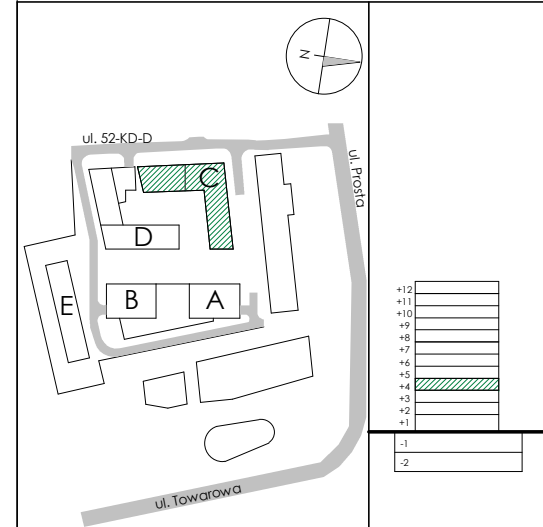 N
ul. 52-KD-D
C
ul. Prosta
D
E
B
A
ul. Towarowa
+12
+11
+10
+9
+8
+7
+6
+5
+4
+3
+2
+1
-1
-2